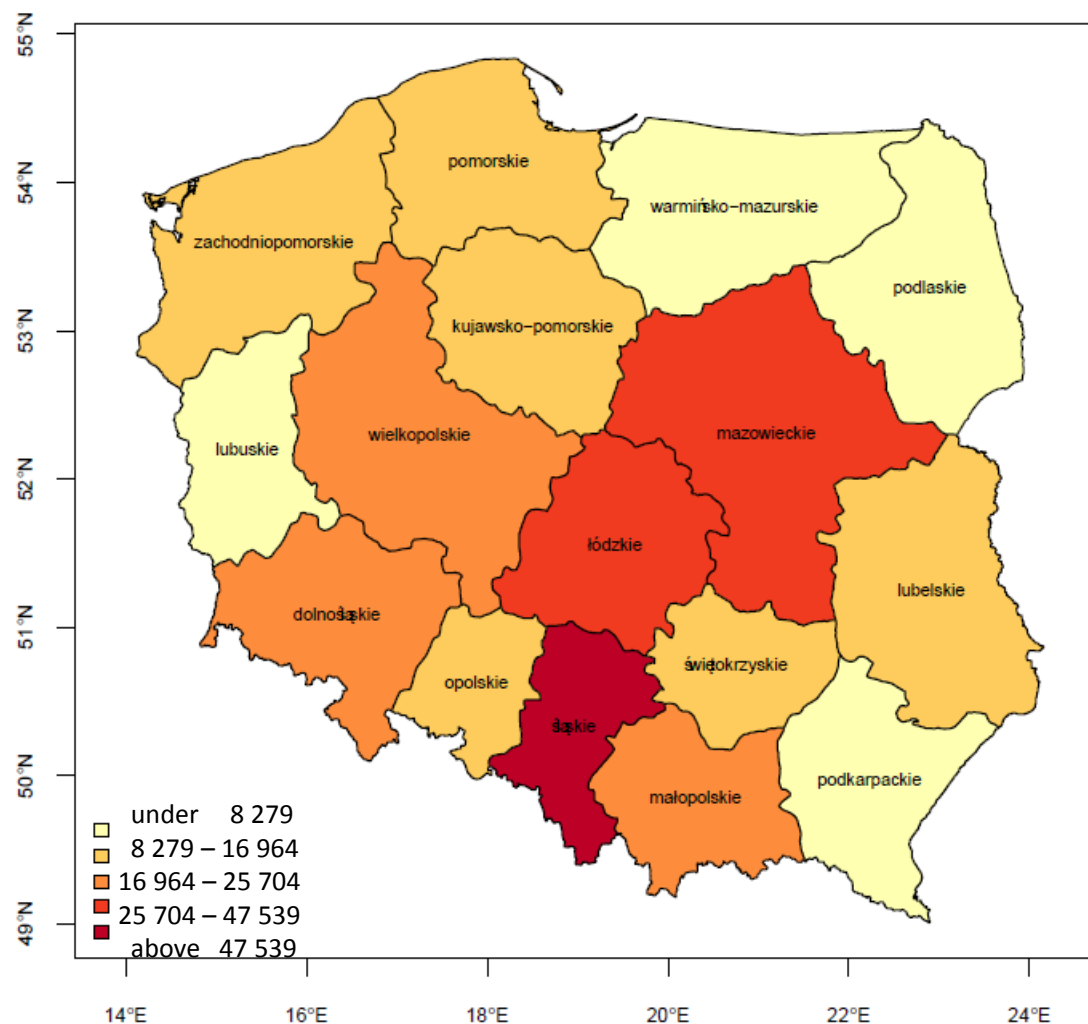 55°N
54°N
53°N
52°N
51°N
50°N
49°N
pomorskie
warmińsko−mazurskie
zachodniopomorskie
podlaskie
kujawsko−pomorskie
wielkopolskie
mazowieckie
lubuskie
łódzkie
lubelskie
dolnośląskie
świętokrzyskie
opolskie
śląskie
podkarpackie
małopolskie
under 8 279
8 279 – 16 964
16 964 – 25 704
25 704 – 47 539
above 47 539
14°E 16°E 18°E 20°E 22°E 24°E